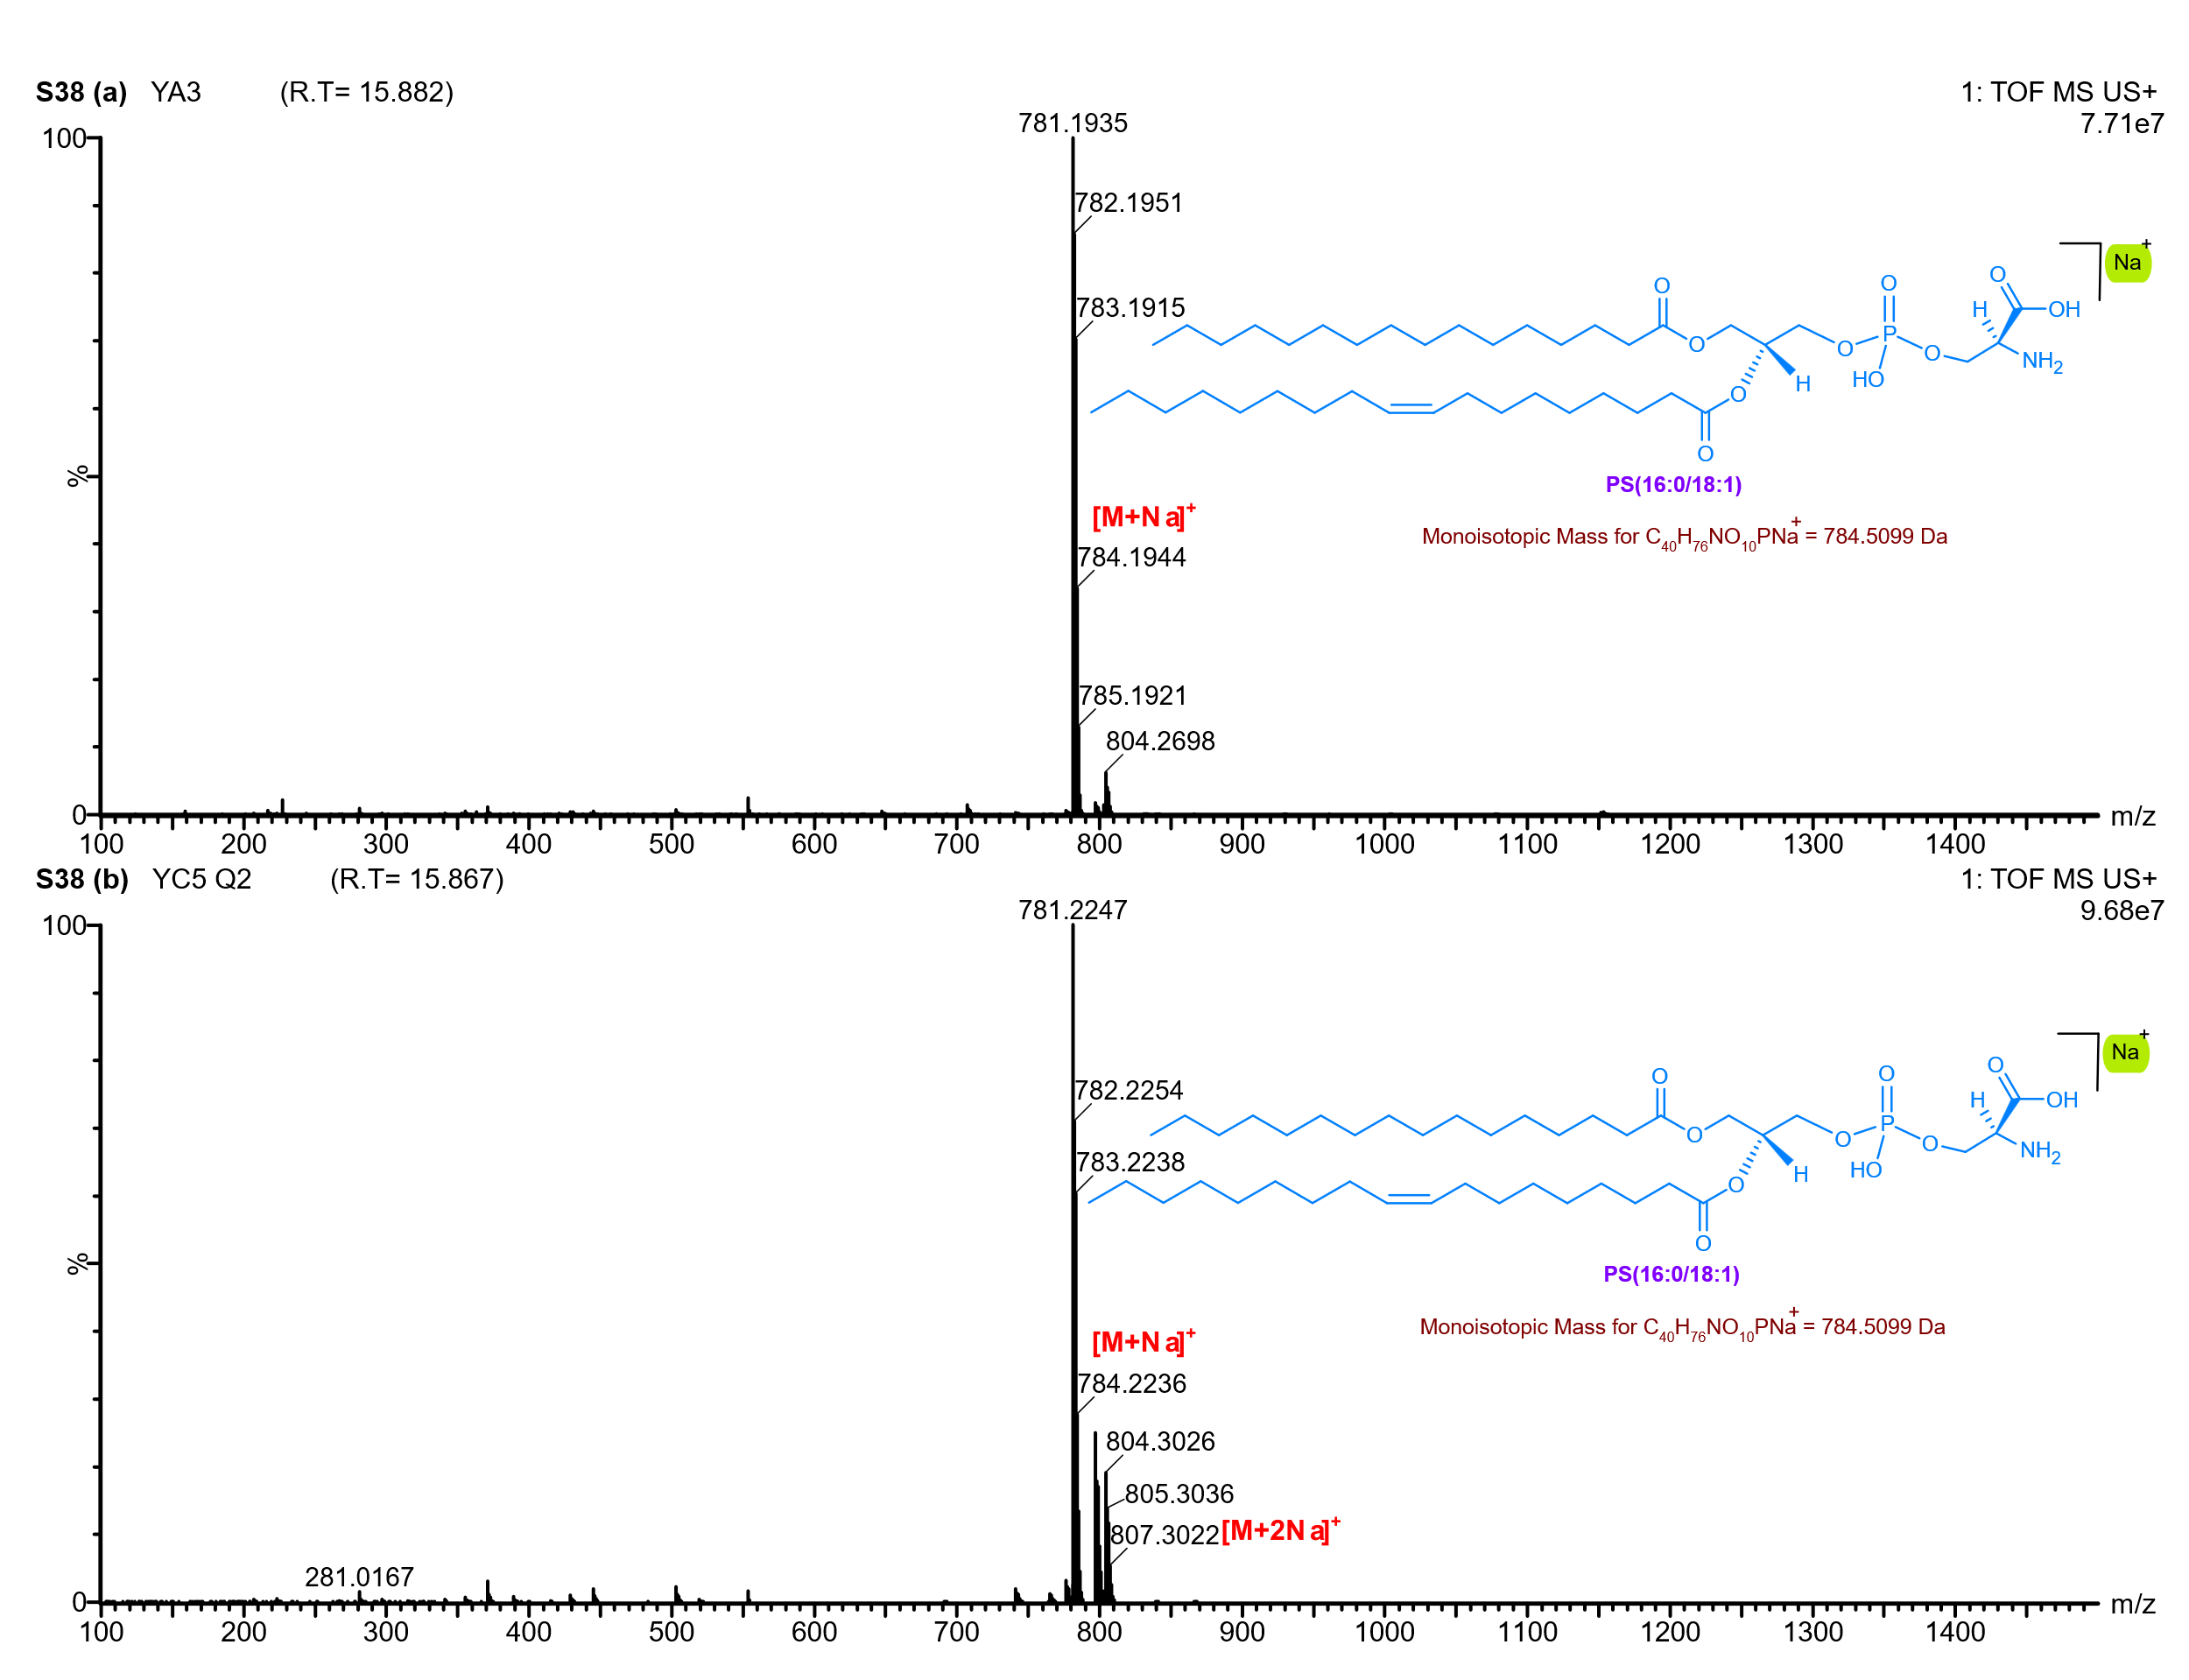 S38 (a) YA3 (R.T= 15.882) 1: TOF MS US+
7.71e7
781.1935
100
782.1951
Na+
783.1915
O O O H OH
O O P O NH2
HO
O H
O
PS(16:0/18:1)
%
[M+Na]+
Monoisotopic Mass for C40H76NO10PNa+ = 784.5099 Da
784.1944
785.1921
804.2698
0 m/z
100 200 300 400 500 600 700 800 900 1000 1100 1200 1300 1400
S38 (b) YC5 Q2 (R.T= 15.867) 1: TOF MS US+
9.68e7
781.2247
100
Na+
782.2254
O O O H OH
O O P O NH2
783.2238
HO
O H
O
%
PS(16:0/18:1)
[M+Na]+
Monoisotopic Mass for C40H76NO10PNa+ = 784.5099 Da
784.2236
804.3026
805.3036
807.3022 [M+2Na]+
281.0167
0 m/z
100 200 300 400 500 600 700 800 900 1000 1100 1200 1300 1400